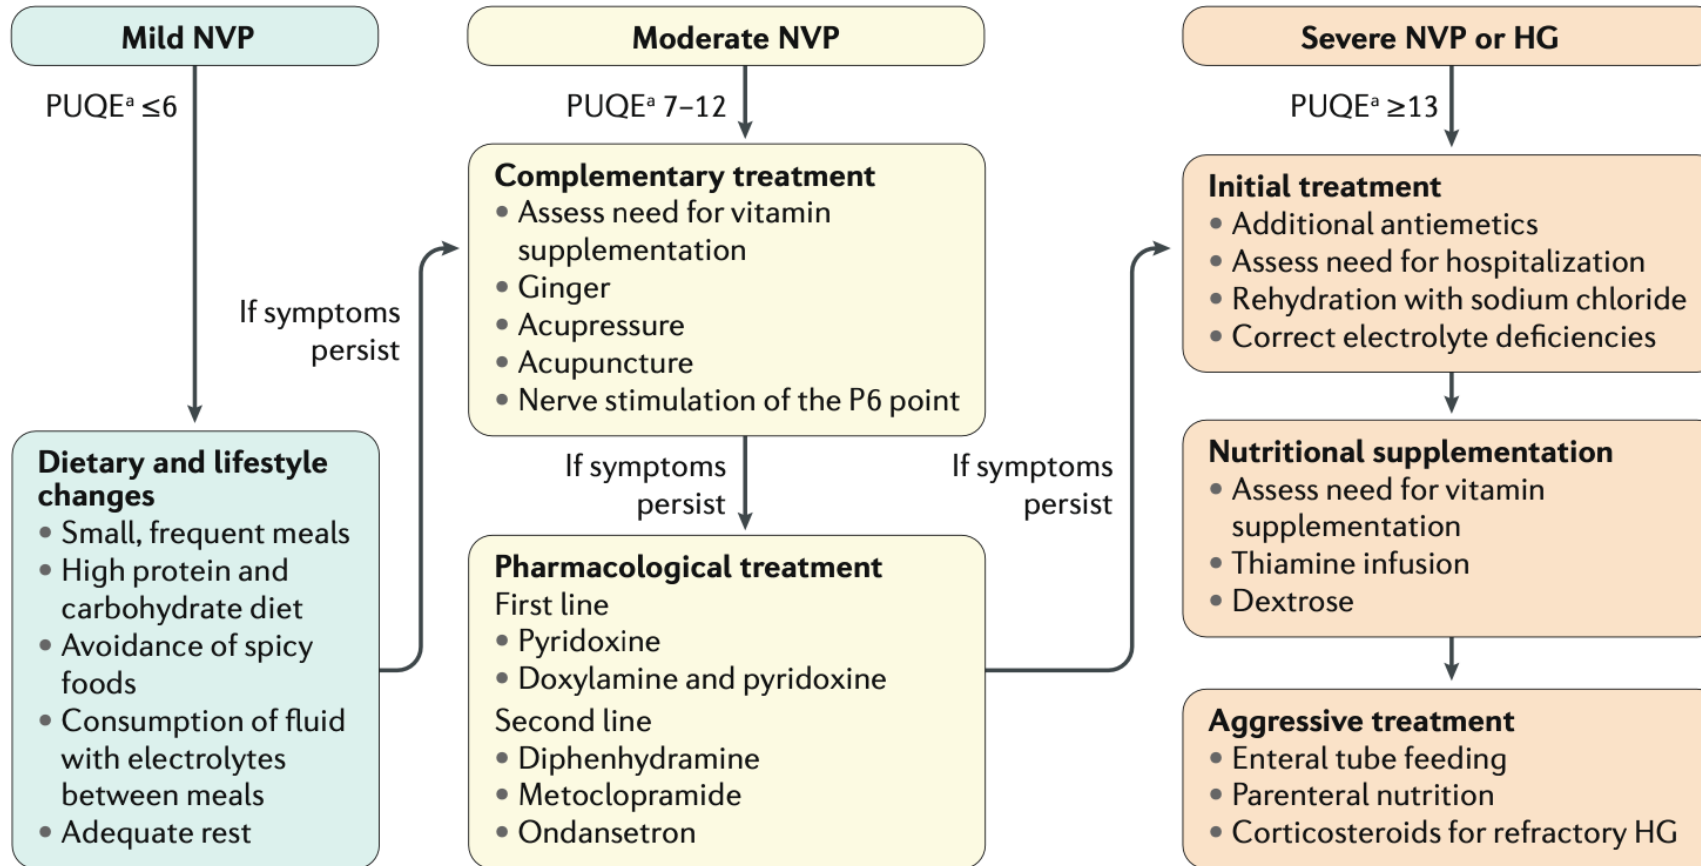 Mild NVP
PUQEᵃ ≤6
Dietary and lifestyle
changes
• Small, frequent meals
• High protein and
carbohydrate diet
• Avoidance of spicy
foods
• Consumption of fluid
with electrolytes
between meals
• Adequate rest
If symptoms
persist
Moderate NVP
PUQEᵃ 7–12
Complementary treatment
• Assess need for vitamin
supplementation
• Ginger
• Acupressure
• Acupuncture
• Nerve stimulation of the P6 point
If symptoms
persist
Pharmacological treatment
First line
• Pyridoxine
• Doxylamine and pyridoxine
Second line
• Diphenhydramine
• Metoclopramide
• Ondansetron
If symptoms
persist
Severe NVP or HG
PUQEᵃ ≥13
Initial treatment
• Additional antiemetics
• Assess need for hospitalization
• Rehydration with sodium chloride
• Correct electrolyte deficiencies
Nutritional supplementation
• Assess need for vitamin
supplementation
• Thiamine infusion
• Dextrose
Aggressive treatment
• Enteral tube feeding
• Parenteral nutrition
• Corticosteroids for refractory HG